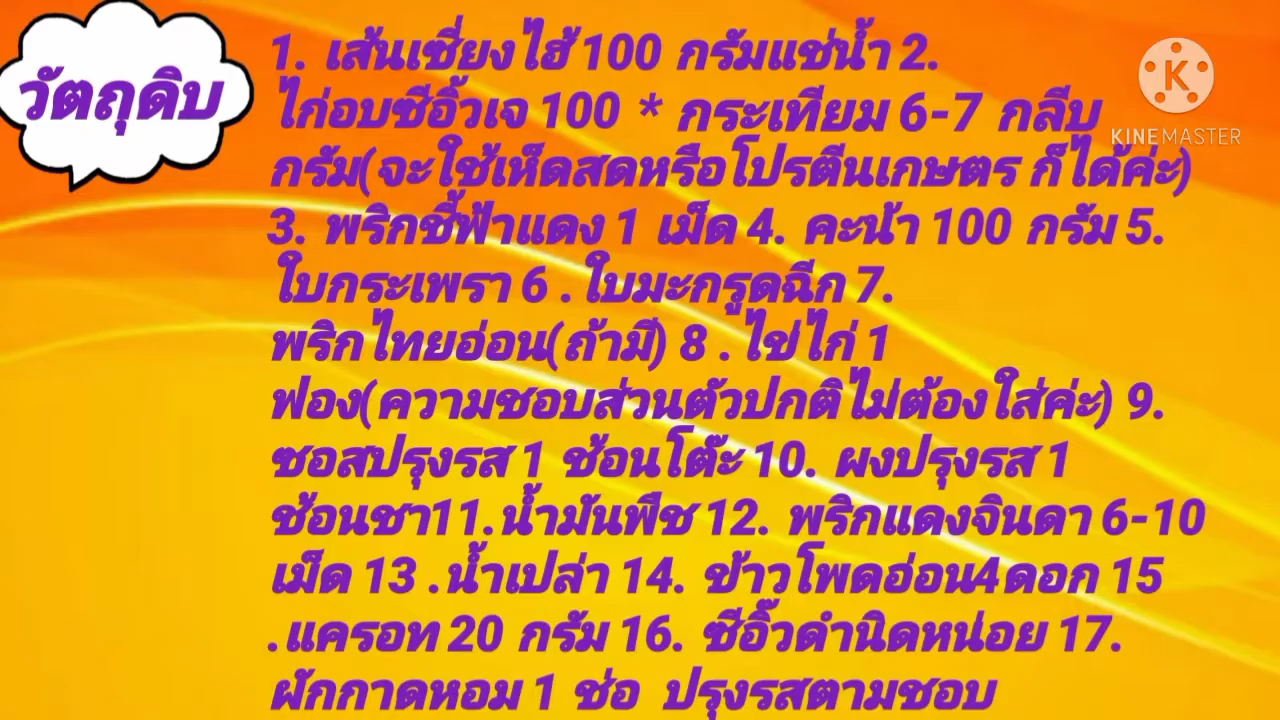 วัตถุดิบ
1. เส้นเซี่ยงไฮ้ 100 กรัมแช่น้ำ 2.
ไก่อบซีอิ้วเจ 100 * กระเทียม 6-7 กลีบ
กรัม(จะใช้เห็ดสดหรือโปรตีนเกษตร ก็ได้ค่ะ)
3. พริกชี้ฟ้าแดง 1 เม็ด 4. คะน้า 100 กรัม 5.
ใบกระเพรา 6 . ใบมะกรูดฉีก 7.
พริกไทยอ่อน(ถ้ามี) 8 . ไข่ไก่ 1
ฟอง(ความชอบส่วนตัวปกติไม่ต้องใส่ค่ะ) 9.
ซอสปรุงรส 1 ช้อนโต๊ะ 10. ผงปรุงรส 1
ช้อนชา11.น้ำมันพืช 12. พริกแดงจินดา 6-10
เม็ด 13 .น้ำเปล่า 14. ข้าวโพดอ่อน4ดอก 15
.แครอท 20 กรัม 16. ซีอิ๊วดำนิดหน่อย 17.
ผักกาดหอม 1 ช่อ ปรุงรสตามชอบ
K
KINEMASTER